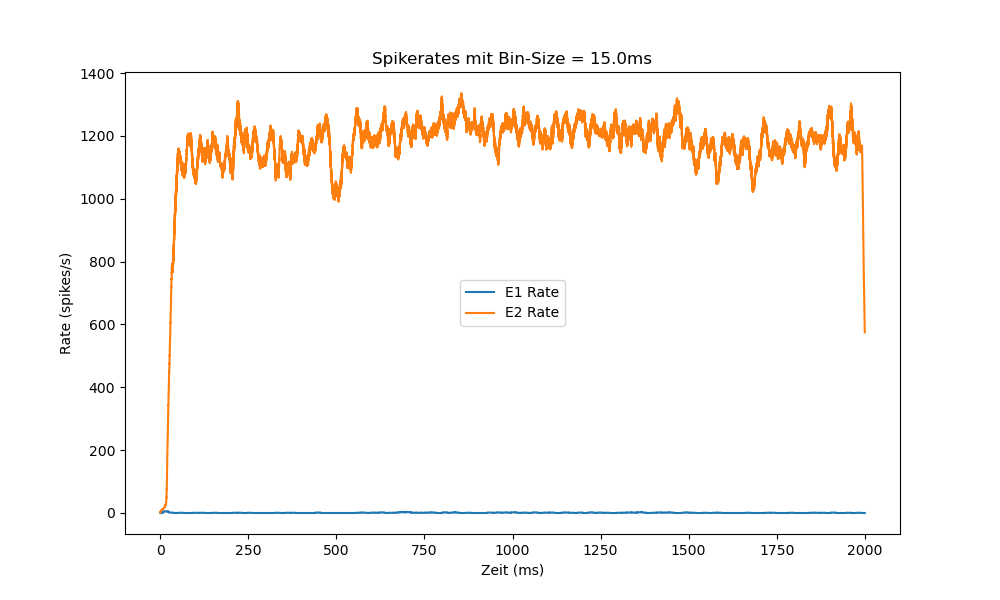 Spikerates mit Bin-Size = 15.0ms
1400
1200
1000
800
600
400
200
0
Rate (spikes/s)
E1 Rate
E2 Rate
0 250 500 750 1000 1250 1500 1750 2000
Zeit (ms)